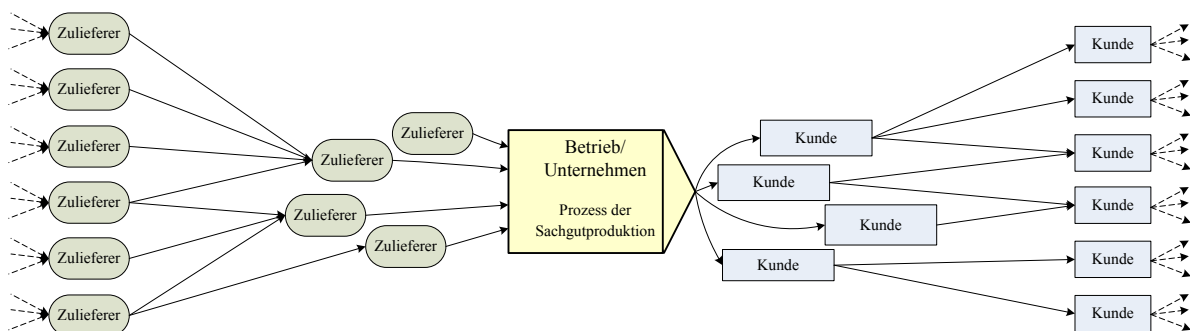 Zulieferer
Zulieferer
Zulieferer
Zulieferer
Zulieferer
Zulieferer
Zulieferer
Zulieferer
Zulieferer
Zulieferer
Betrieb/
Unternehmen
Prozess der
Sachgutproduktion
Kunde
Kunde
Kunde
Kunde
Kunde
Kunde
Kunde
Kunde
Kunde
Kunde